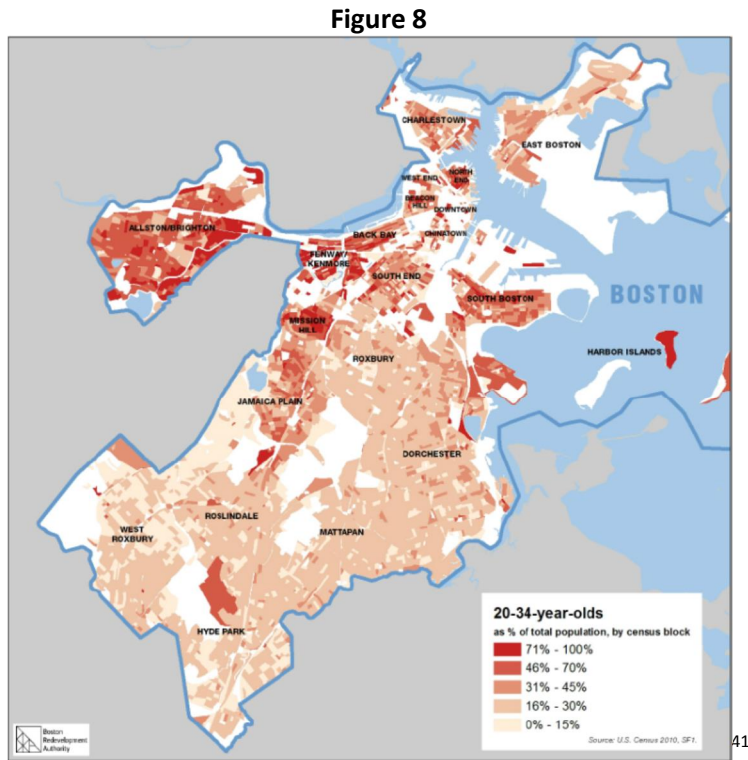 Figure 8
CHARLESTOWN
EAST BOSTON
WEST END
NORTH
END
BEACON
HILL
DOWNTOWN
ALLSTON/BRIGHTON
BACK BAY
CHINATOWN
FENWAY/
KENMORE
SOUTH END
BOSTON
SOUTH BOSTON
MISSION
HILL
HARBOR ISLANDS
ROXBURY
JAMAICA PLAIN
DORCHESTER
ROSLINDALE
WEST
ROXBURY
MATTAPAN
HYDE PARK
20-34-year-olds
as % of total population, by census block
71% - 100%
46% - 70%
31% - 45%
16% - 30%
0% - 15%
Source: U.S. Census 2010, SF1.
Boston
Redevelopment
Authority
41